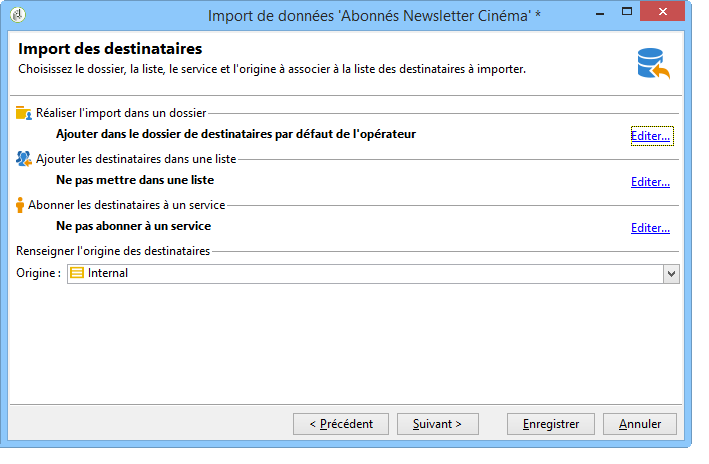 Import de données 'Abonnés Newsletter Cinéma' *
Import des destinataires
Choisissez le dossier, la liste, le service et l'origine à associer à la liste des destinataires à importer.
Réaliser l'import dans un dossier
Ajouter dans le dossier de destinataires par défaut de l'opérateur Editer...
Ajouter les destinataires dans une liste
Ne pas mettre dans une liste Editer...
Abonner les destinataires à un service
Ne pas abonner à un service Editer...
Renseigner l'origine des destinataires
Origine : Internal
< Précédent Suivant > Enregistrer Annuler